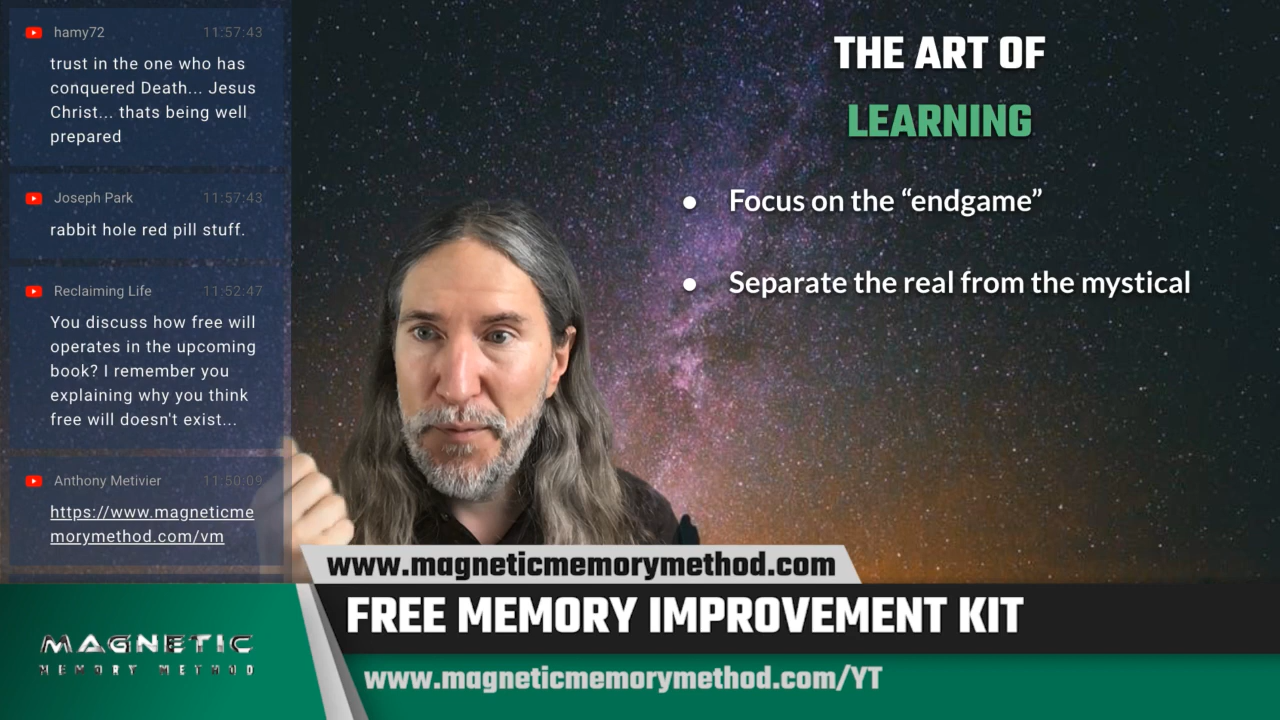 hamy72 11:57:43
trust in the one who has
conquered Death... Jesus
Christ... thats being well
prepared
Joseph Park 11:57:43
rabbit hole red pill stuff.
Reclaiming Life 11:52:47
You discuss how free will
operates in the upcoming
book? I remember you
explaining why you think
free will doesn't exist...
Anthony Metivier 11:50:09
https://www.magneticme
morymethod.com/vm
THE ART OF
LEARNING
● Focus on the “endgame”
● Separate the real from the mystical
www.magneticmemorymethod.com
FREE MEMORY IMPROVEMENT KIT
www.magneticmemorymethod.com/YT
MAGNETIC
MEMORY METHOD